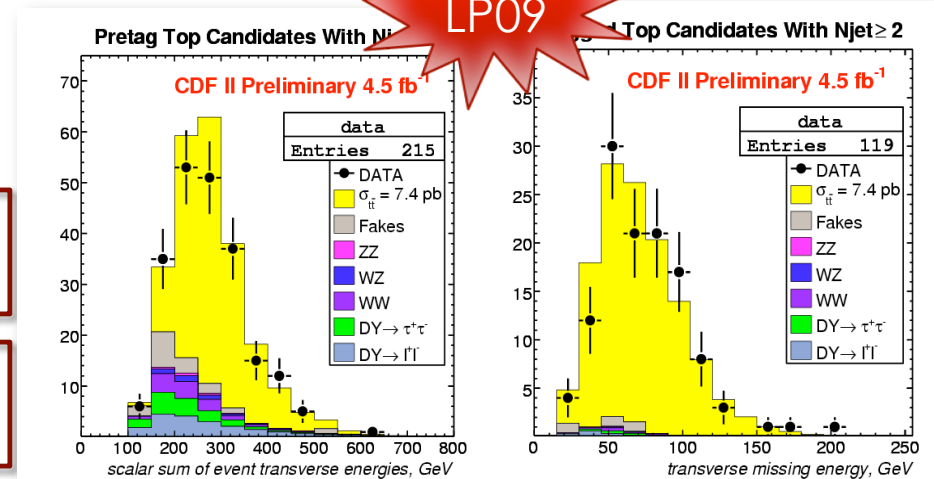 LP09
Pretag Top Candidates With
CDF II Preliminary 4.5 fb-1
data
Entries 215
DATA
σtt̄ = 7.4 pb
Fakes
ZZ
WZ
WW
DY→ τ+τ-
DY→ l+l-
70
60
50
40
30
20
10
0 100 200 300 400 500 600 700 800
scalar sum of event transverse energies, GeV
Top Candidates With Njet≥ 2
CDF II Preliminary 4.5 fb-1
data
Entries 119
DATA
σtt̄ = 7.4 pb
Fakes
ZZ
WZ
WW
DY→ τ+τ-
DY→ l+l-
35
30
25
20
15
10
5
0 50 100 150 200 250
transverse missing energy, GeV